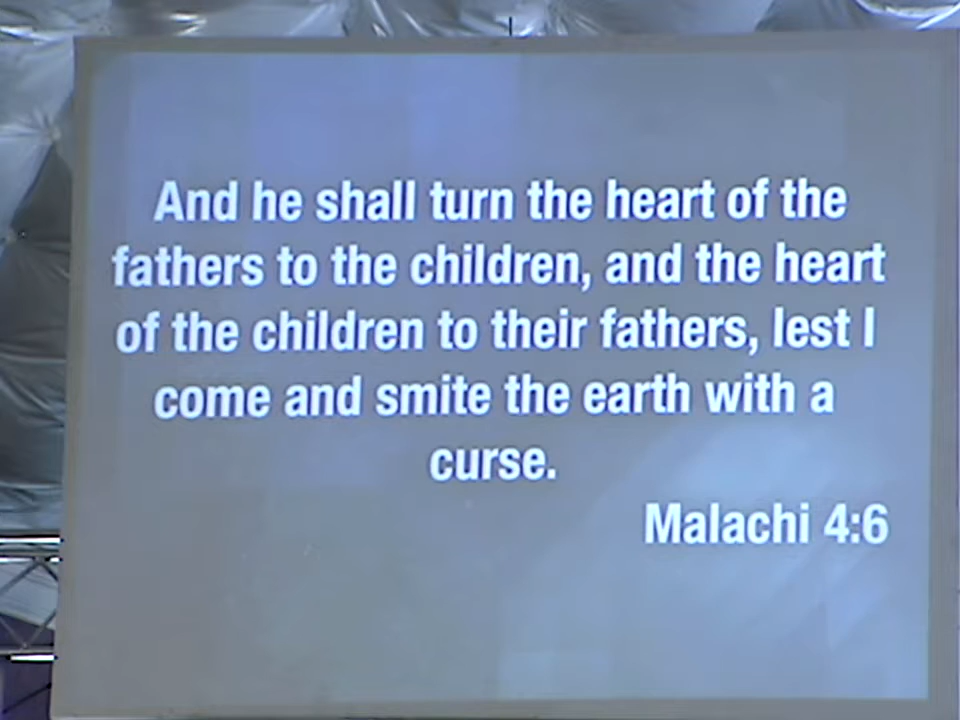 And he shall turn the heart of the
fathers to the children, and the heart
of the children to their fathers, lest I
come and smite the earth with a
curse.
Malachi 4:6